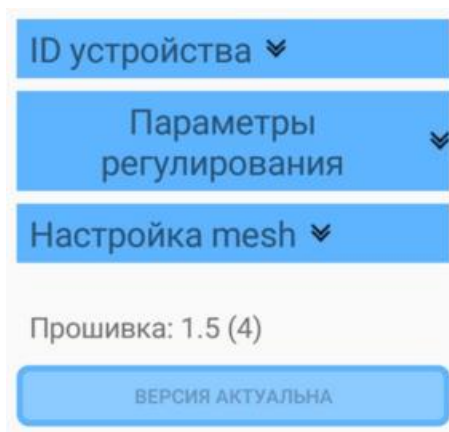 ID устройства
Параметры
регулирования
Настройка mesh
Прошивка: 1.5 (4)
ВЕРСИЯ АКТУАЛЬНА